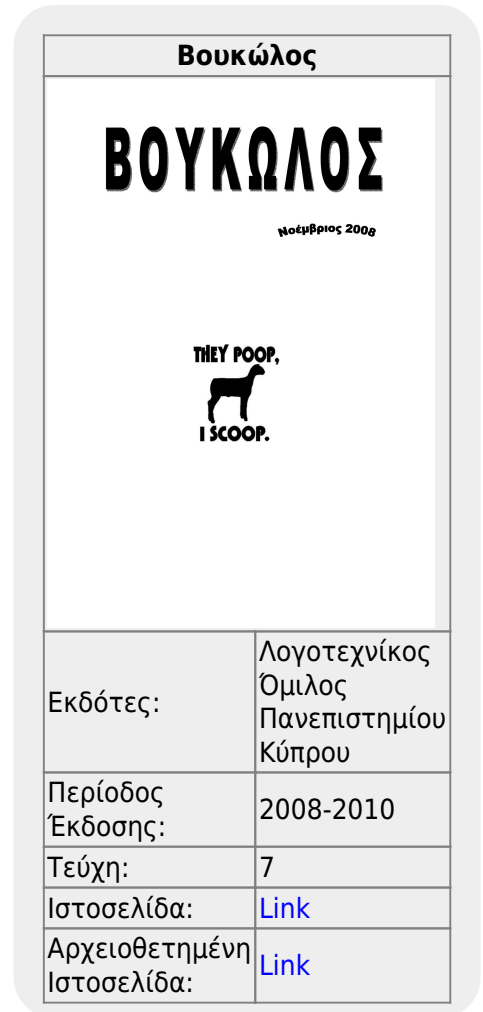 Βουκώλος
ΒΟΥΚΩΛΟΣ
Νοέμβριος 2008
THEY POOP,
I SCOOP.
Εκδότες:
Λογοτεχνίκος
Όμιλος
Πανεπιστημίου
Κύπρου
Περίοδος
Έκδοσης:
2008-2010
Τεύχη:
7
Ιστοσελίδα:
Link
Αρχειοθετημένη
Ιστοσελίδα:
Link